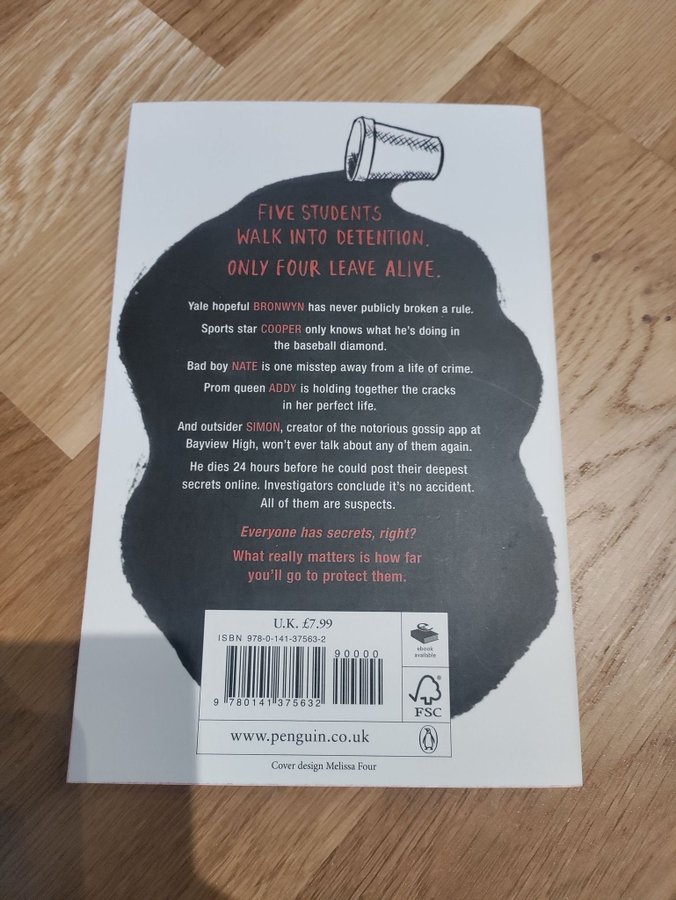 FIVE STUDENTS
WALK INTO DETENTION.
ONLY FOUR LEAVE ALIVE.
Yale hopeful BRONWYN has never publicly broken a rule.
Sports star COOPER only knows what he's doing in
the baseball diamond.
Bad boy NATE is one misstep away from a life of crime.
Prom queen ADDY is holding together the cracks
in her perfect life.
And outsider SIMON, creator of the notorious gossip app at
Bayview High, won't ever talk about any of them again.
He dies 24 hours before he could post their deepest
secrets online. Investigators conclude it's no accident.
All of them are suspects.
Everyone has secrets, right?
What really matters is how far
you'll go to protect them.
U.K. £7.99
ISBN 978-0-141-37563-2
90000
9 780141 375632
ebook
available
FSC
www.penguin.co.uk
Cover design Melissa Four